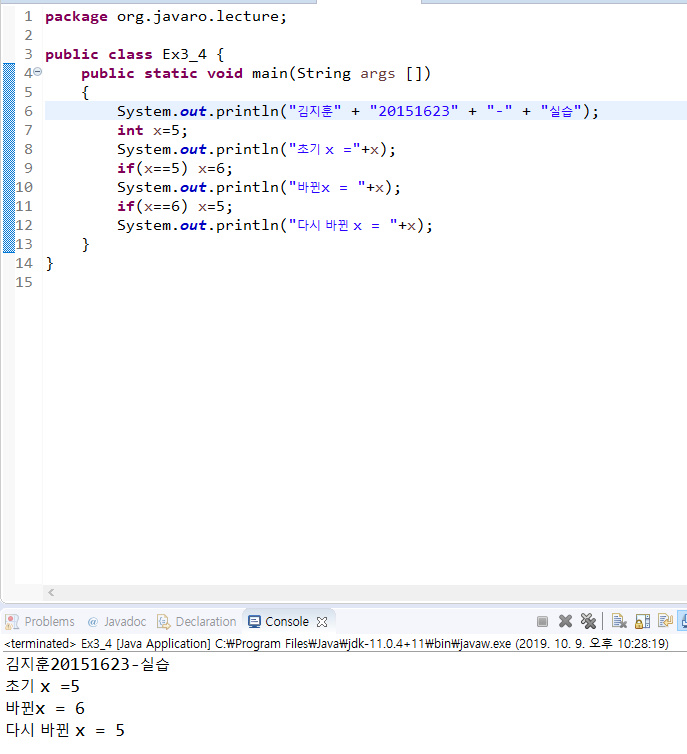 1 package org.javaro.lecture;
2
3 public class Ex3_4 {
4 public static void main(String args [])
5 {
6 System.out.println("김지훈" + "20151623" + "-" + "실습");
7 int x=5;
8 System.out.println("초기 x ="+x);
9 if(x==5) x=6;
10 System.out.println("바뀐x = "+x);
11 if(x==6) x=5;
12 System.out.println("다시 바뀐 x = "+x);
13 }
14 }
15
Problems @ Javadoc Declaration Console
<terminated> Ex3_4 [Java Application] C:₩Program Files₩Java₩jdk-11.0.4+11₩bin₩javaw.exe (2019. 10. 9. 오후 10:28:19)
김지훈20151623-실습
초기 x =5
바뀐x = 6
다시 바뀐 x = 5